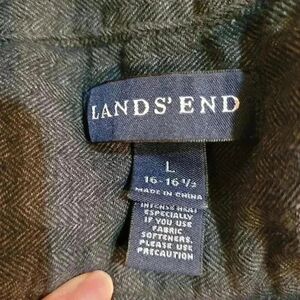 LANDS' END
L
16-16 1/2
MADE IN CHINA
INTENSE HEAT
ESPECIALLY
IF YOU USE
FABRIC
SOFTENERS.
PLEASE USE
PRECAUTION